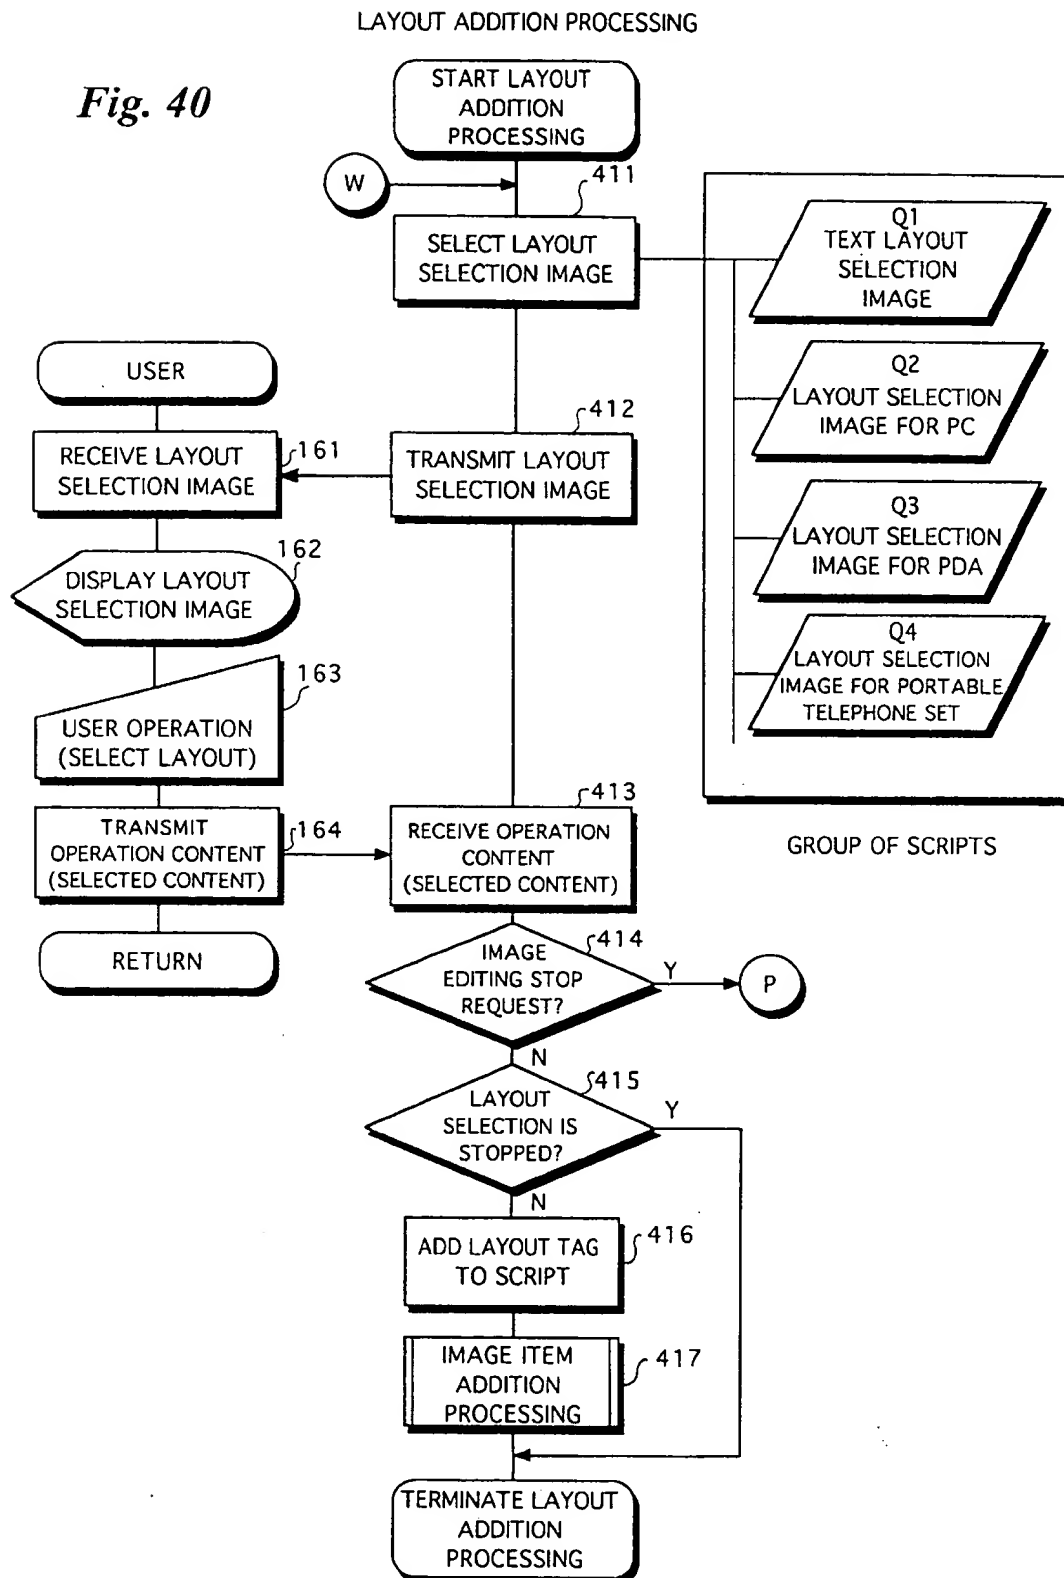 LAYOUT ADDITION PROCESSING
Fig. 40
START LAYOUT
ADDITION
PROCESSING
W
411
SELECT LAYOUT
SELECTION IMAGE
Q1
TEXT LAYOUT
SELECTION
IMAGE
Q2
LAYOUT SELECTION
IMAGE FOR PC
Q3
LAYOUT SELECTION
IMAGE FOR PDA
Q4
LAYOUT SELECTION
IMAGE FOR PORTABLE
TELEPHONE SET
GROUP OF SCRIPTS
USER
412
RECEIVE LAYOUT
SELECTION IMAGE
161
TRANSMIT LAYOUT
SELECTION IMAGE
162
DISPLAY LAYOUT
SELECTION IMAGE
163
USER OPERATION
(SELECT LAYOUT)
TRANSMIT
OPERATION CONTENT
(SELECTED CONTENT)
164
413
RECEIVE OPERATION
CONTENT
(SELECTED CONTENT)
RETURN
414
IMAGE
EDITING STOP
REQUEST?
Y
P
N
415
LAYOUT
SELECTION IS
STOPPED?
Y
N
416
ADD LAYOUT TAG
TO SCRIPT
417
IMAGE ITEM
ADDITION
PROCESSING
TERMINATE LAYOUT
ADDITION
PROCESSING